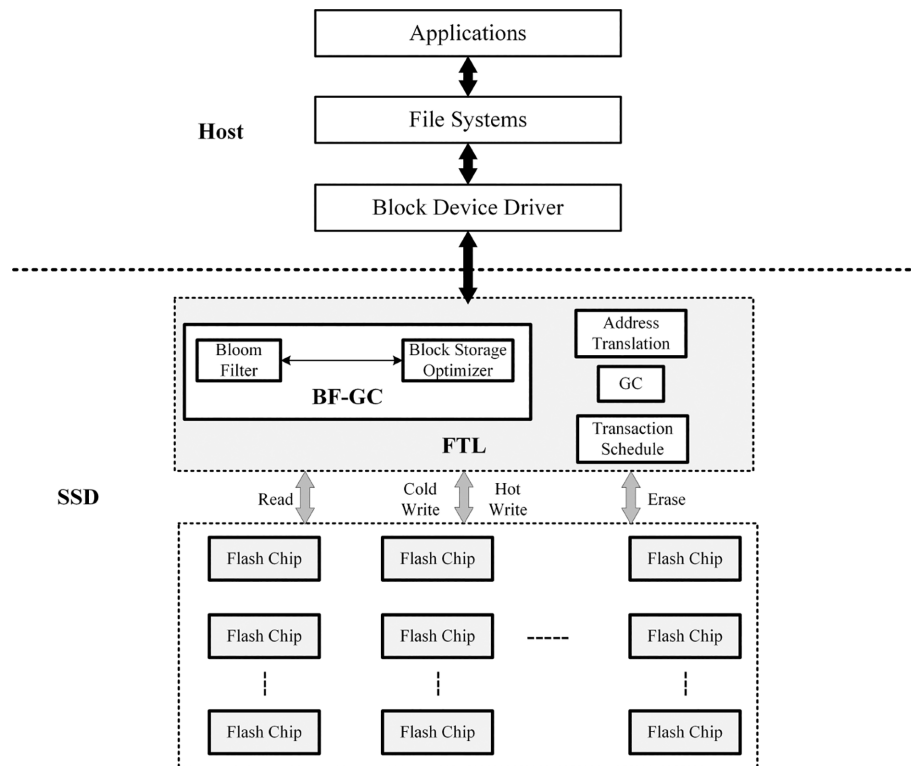 Applications
File Systems
Host
Block Device Driver
Address
Translation
Bloom
Filter
Block Storage
Optimizer
GC
BF-GC
Transaction
Schedule
FTL
SSD
Read
Cold
Write
Hot
Write
Erase
Flash Chip
Flash Chip
Flash Chip
Flash Chip
Flash Chip
Flash Chip
Flash Chip
Flash Chip
Flash Chip